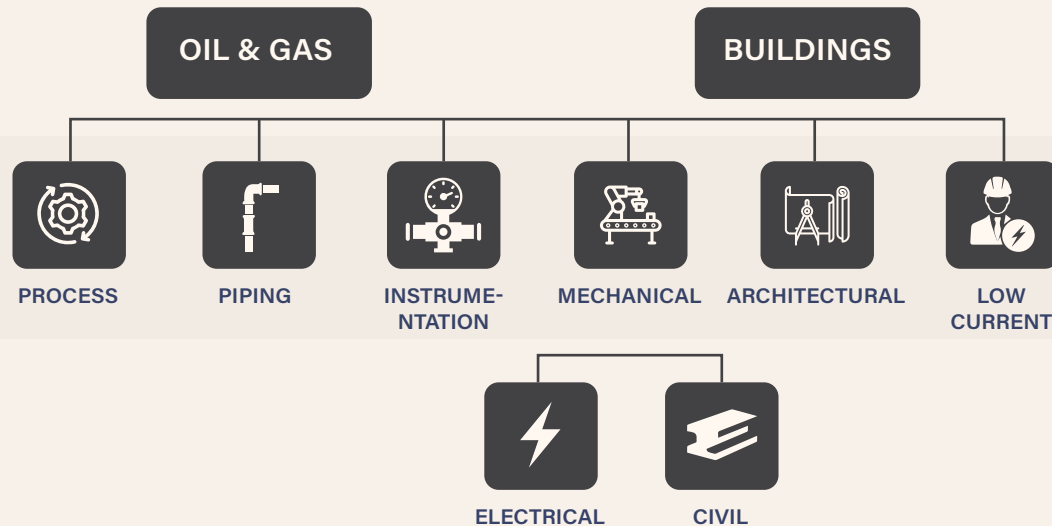 OIL & GAS
BUILDINGS
PROCESS
PIPING
INSTRUME-
NTATION
MECHANICAL
ARCHITECTURAL
LOW
CURRENT
ELECTRICAL
CIVIL